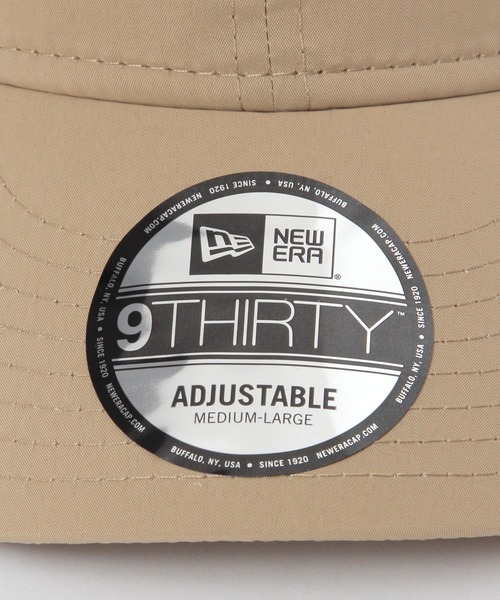 NEW ERA®
9THIRTY™
ADJUSTABLE
MEDIUM-LARGE
BUFFALO, NY, USA • SINCE 1920 • NEWERACAP.COM
BUFFALO, NY, USA • SINCE 1920 • NEWERACAP.COM
BUFFALO, NY, USA • SINCE 1920 • NEWERACAP.COM
BUFFALO, NY, USA • SINCE 1920 • NEWERACAP.COM